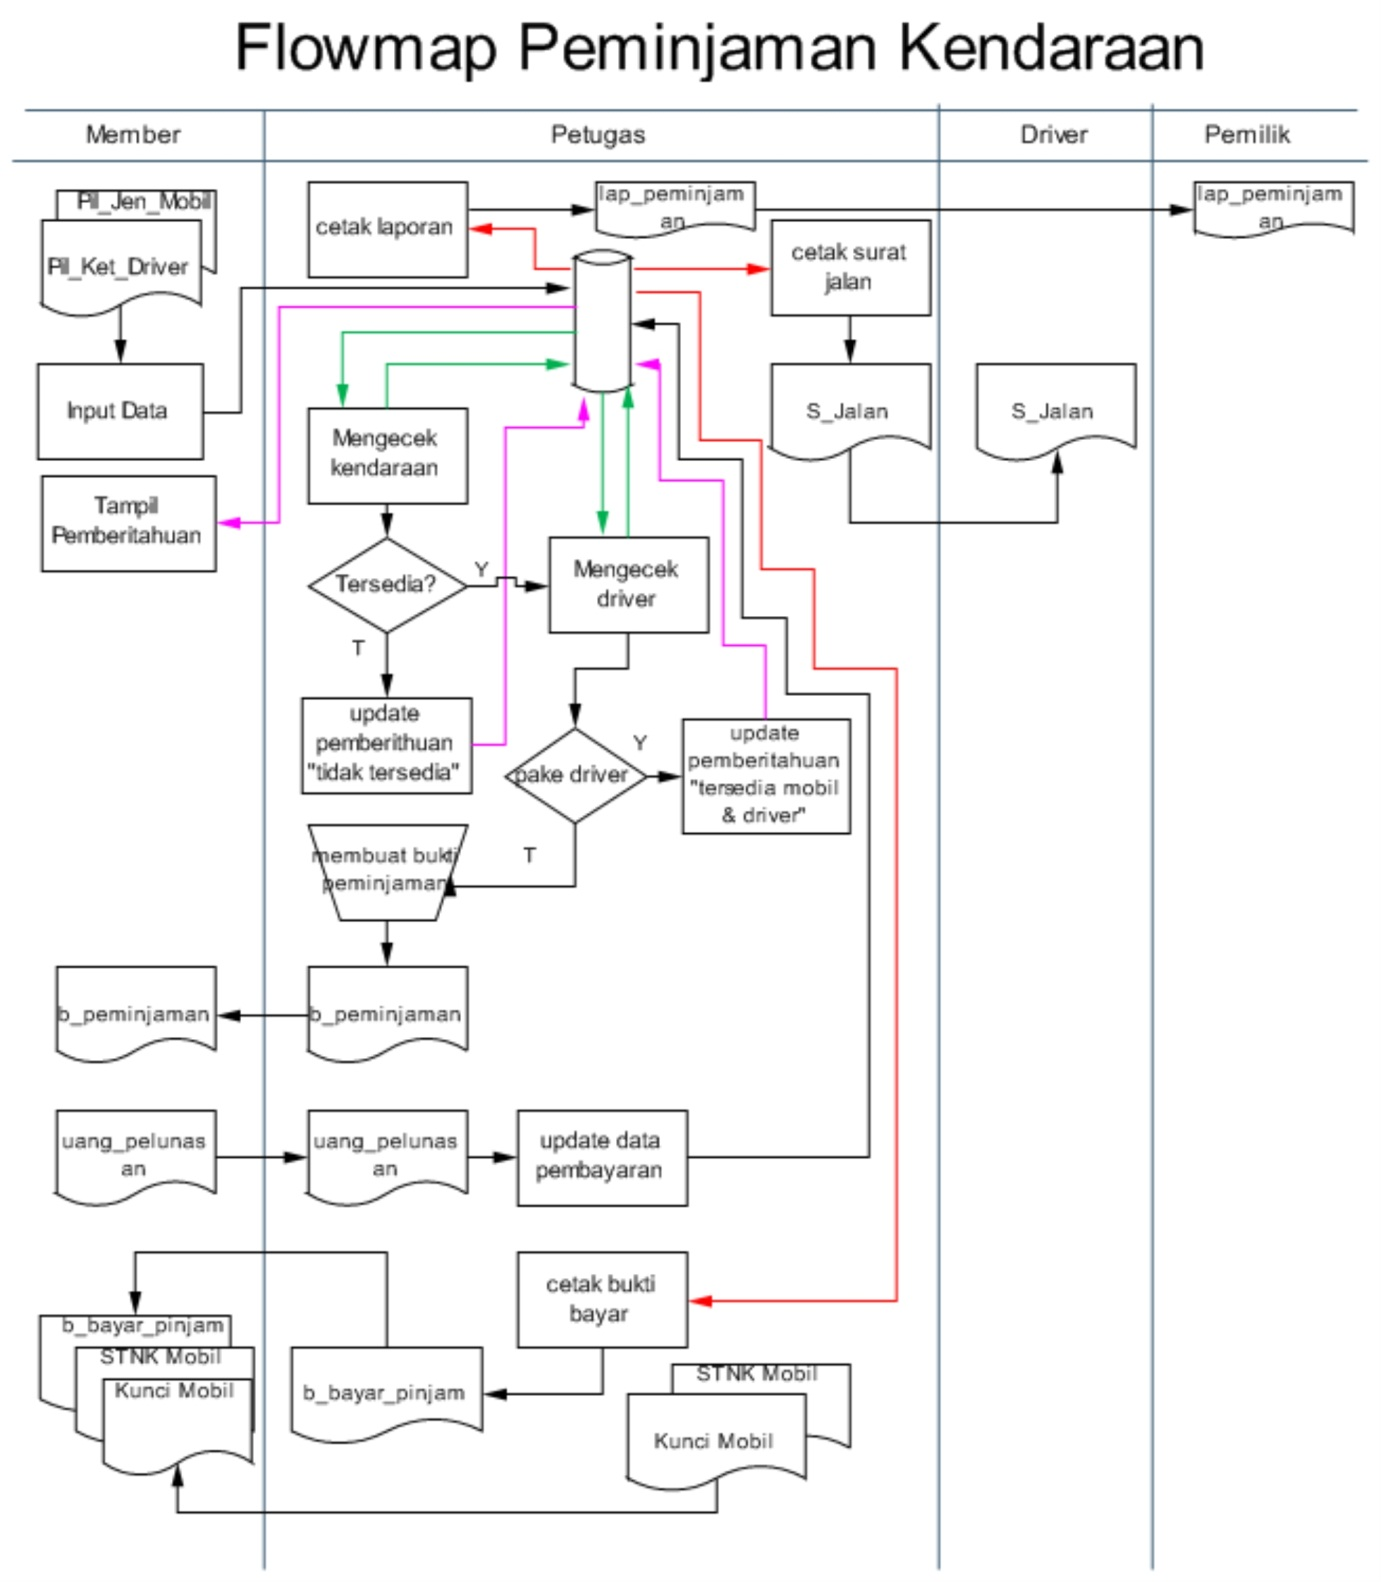 Flowmap Peminjaman Kendaraan
Member
Petugas
Driver
Pemilik
Pil_Jen_Mobil
Pil_Ket_Driver
cetak laporan
lap_peminjam
an
lap_peminjam
an
cetak surat
jalan
Input Data
S_Jalan
S_Jalan
Mengecek
kendaraan
Tampil
Pemberitahuan
Tersedia?
Y
Mengecek
driver
T
update
pemberithuan
"tidak tersedia"
pake driver
Y
update
pemberitahuan
"tersedia mobil
& driver"
T
membuat bukti
peminjaman
b_peminjaman
b_peminjaman
uang_pelunas
an
uang_pelunas
an
update data
pembayaran
cetak bukti
bayar
b_bayar_pinjam
STNK Mobil
Kunci Mobil
b_bayar_pinjam
STNK Mobil
Kunci Mobil